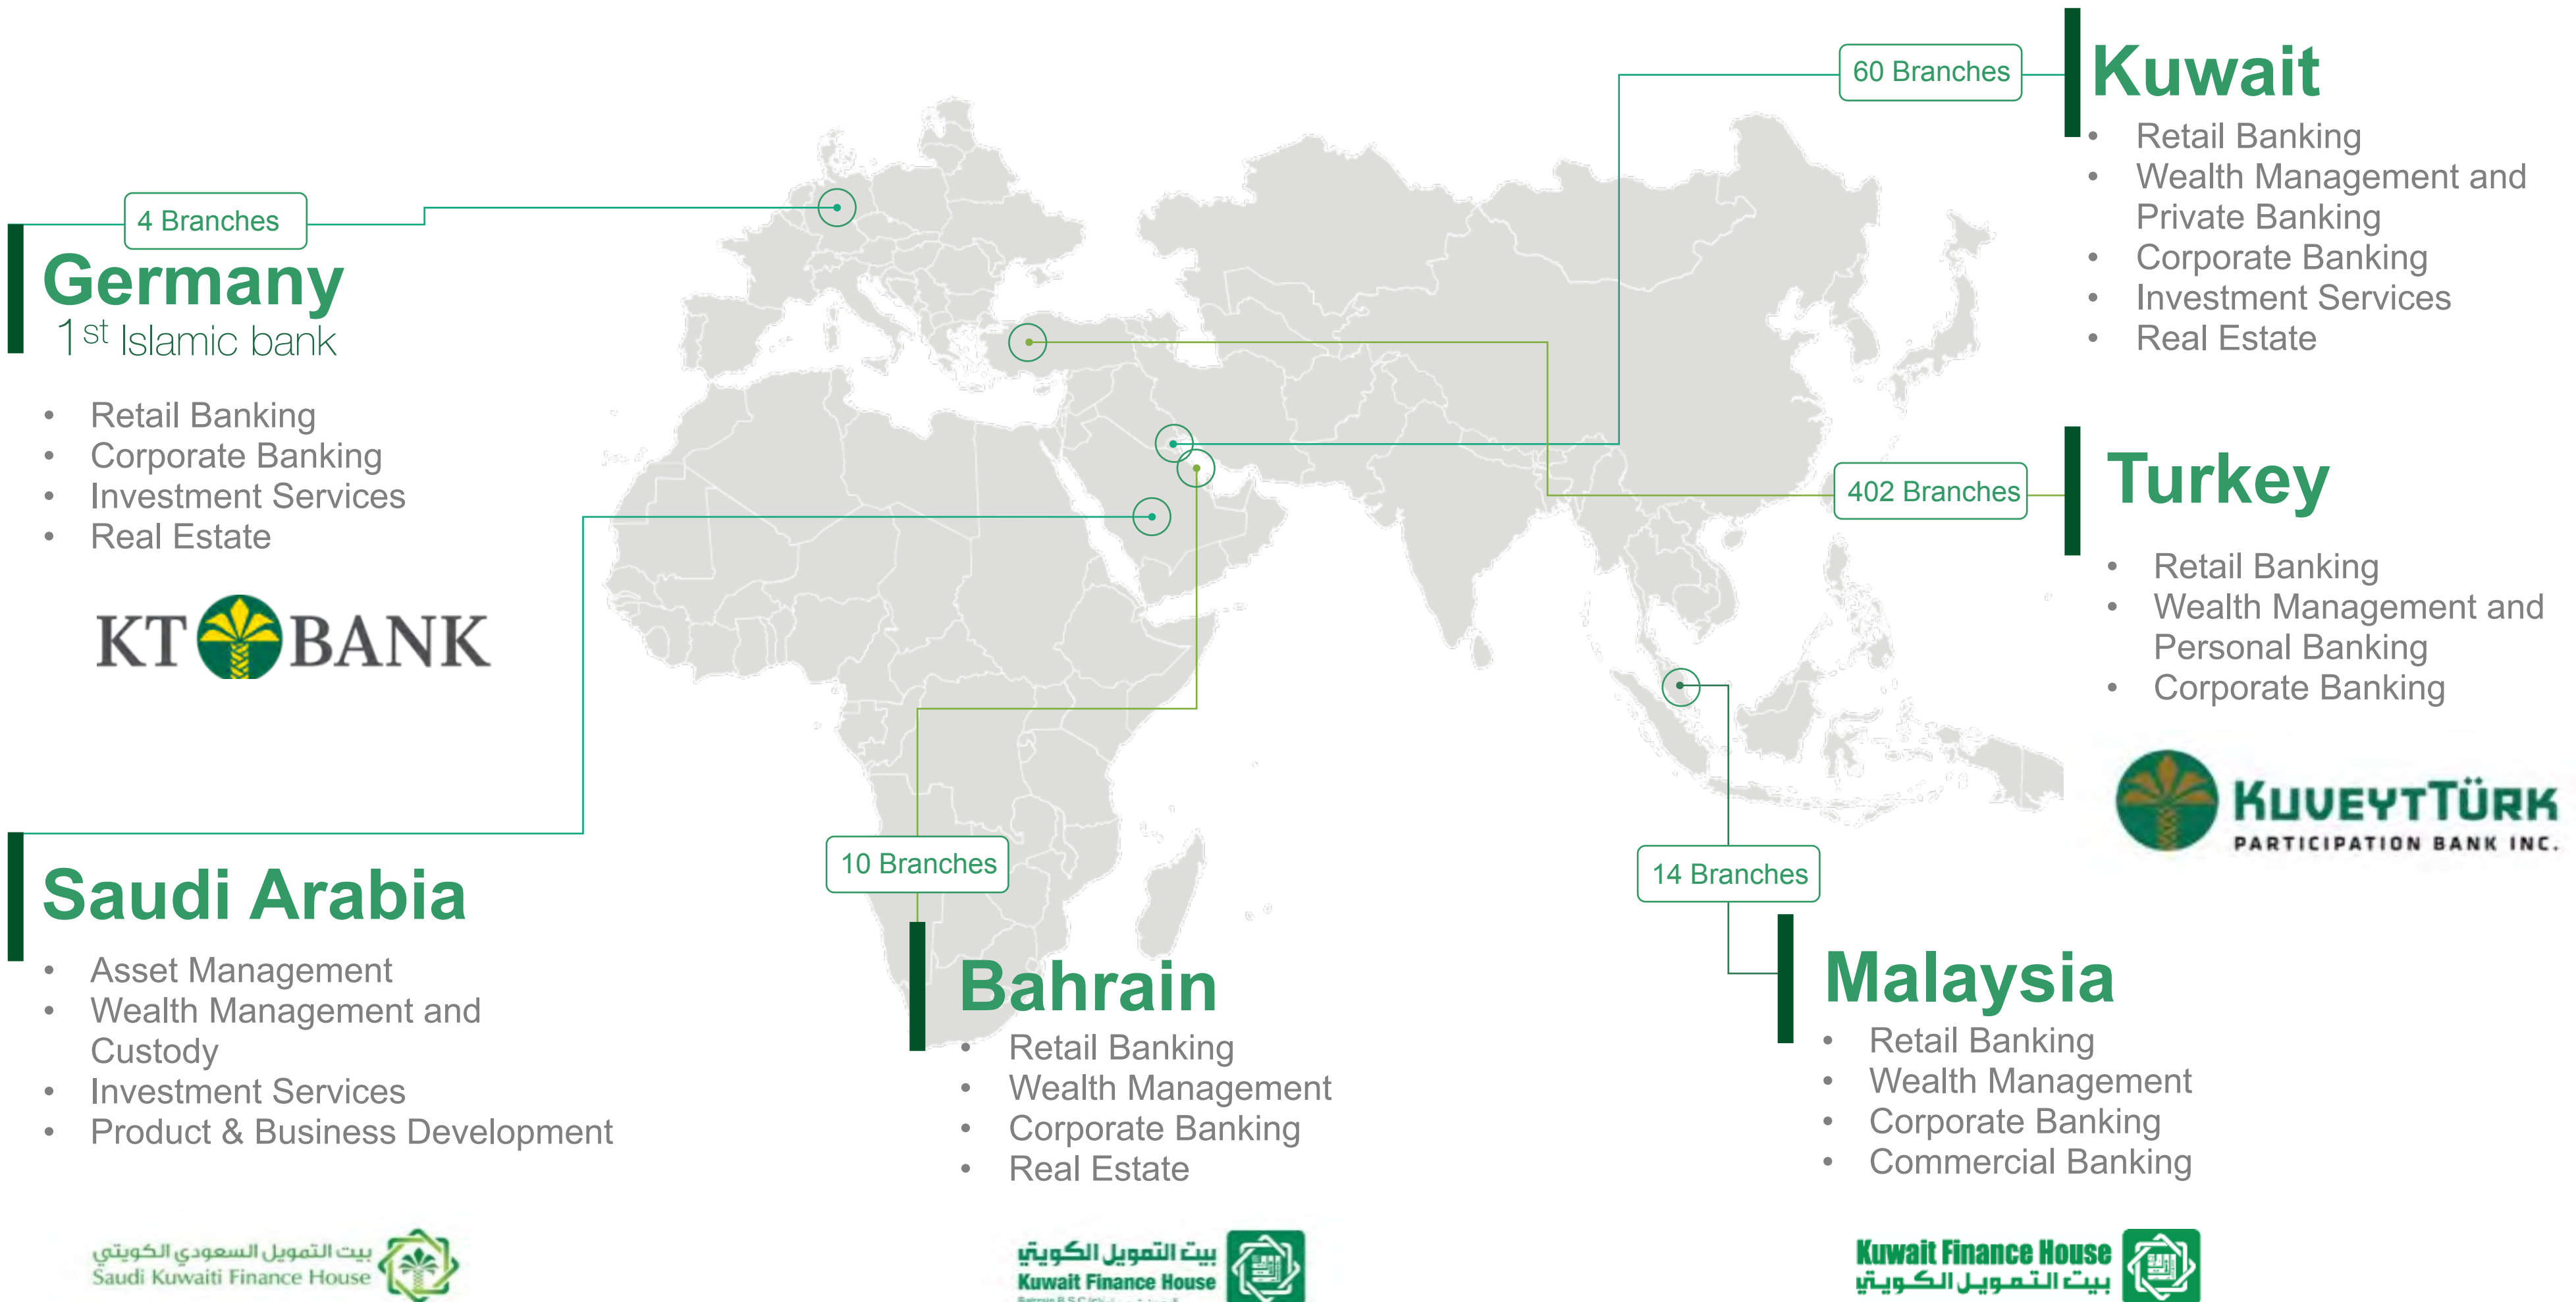 4 Branches
Germany
1st Islamic bank
• Retail Banking
• Corporate Banking
• Investment Services
• Real Estate
KT BANK
Saudi Arabia
• Asset Management
• Wealth Management and
Custody
• Investment Services
• Product & Business Development
بيت التمويل السعودي الكويتي
Saudi Kuwaiti Finance House
10 Branches
Bahrain
• Retail Banking
• Wealth Management
• Corporate Banking
• Real Estate
بيت التمويل الكويتي
Kuwait Finance House
14 Branches
Malaysia
• Retail Banking
• Wealth Management
• Corporate Banking
• Commercial Banking
Kuwait Finance House
بيت التمويل الكويتي
60 Branches
Kuwait
• Retail Banking
• Wealth Management and
Private Banking
• Corporate Banking
• Investment Services
• Real Estate
402 Branches
Turkey
• Retail Banking
• Wealth Management and
Personal Banking
• Corporate Banking
KUVEYTTÜRK
PARTICIPATION BANK INC.